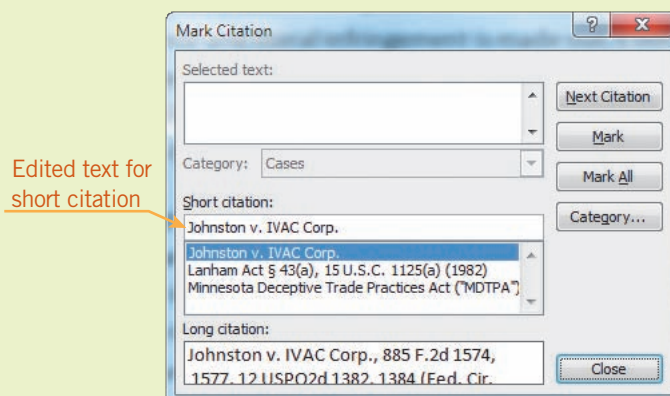 Mark Citation
Selected text:
Next Citation
Mark
Category: Cases
Mark All
Edited text for
short citation
Short citation:
Category...
Johnston v. IVAC Corp.
Johnston v. IVAC Corp.
Lanham Act § 43(a), 15 U.S.C. 1125(a) (1982)
Minnesota Deceptive Trade Practices Act ("MDTPA")
Long citation:
Johnston v. IVAC Corp., 885 F.2d 1574,
1577, 12 USPQ2d 1382, 1384 (Fed. Cir.
Close